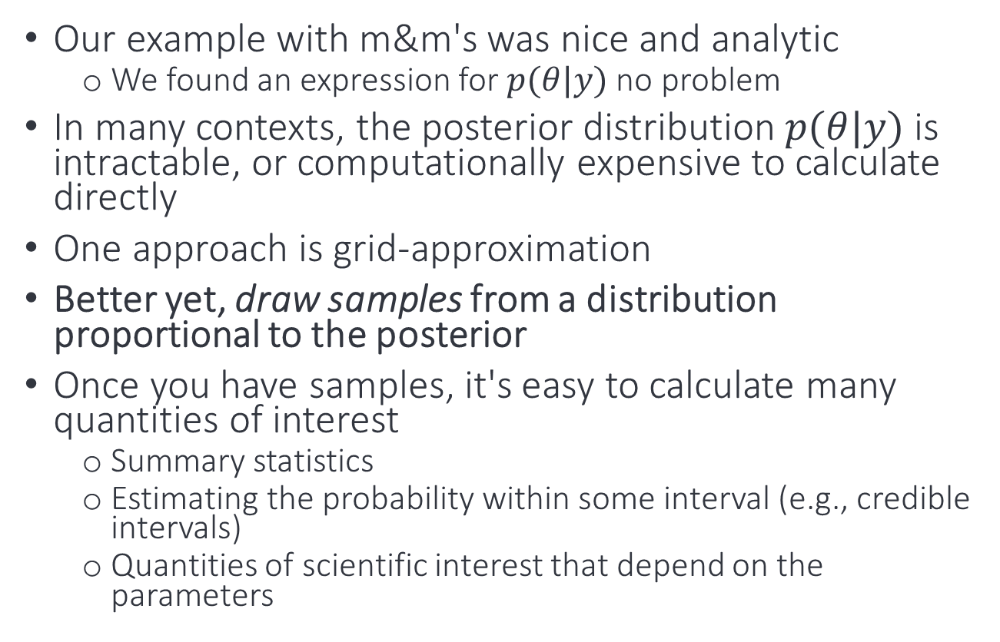 • Our example with m&m's was nice and analytic
o We found an expression for p(θ|y) no problem
• In many contexts, the posterior distribution p(θ|y) is
intractable, or computationally expensive to calculate
directly
• One approach is grid-approximation
• Better yet, draw samples from a distribution
proportional to the posterior
• Once you have samples, it's easy to calculate many
quantities of interest
o Summary statistics
o Estimating the probability within some interval (e.g., credible
intervals)
o Quantities of scientific interest that depend on the
parameters